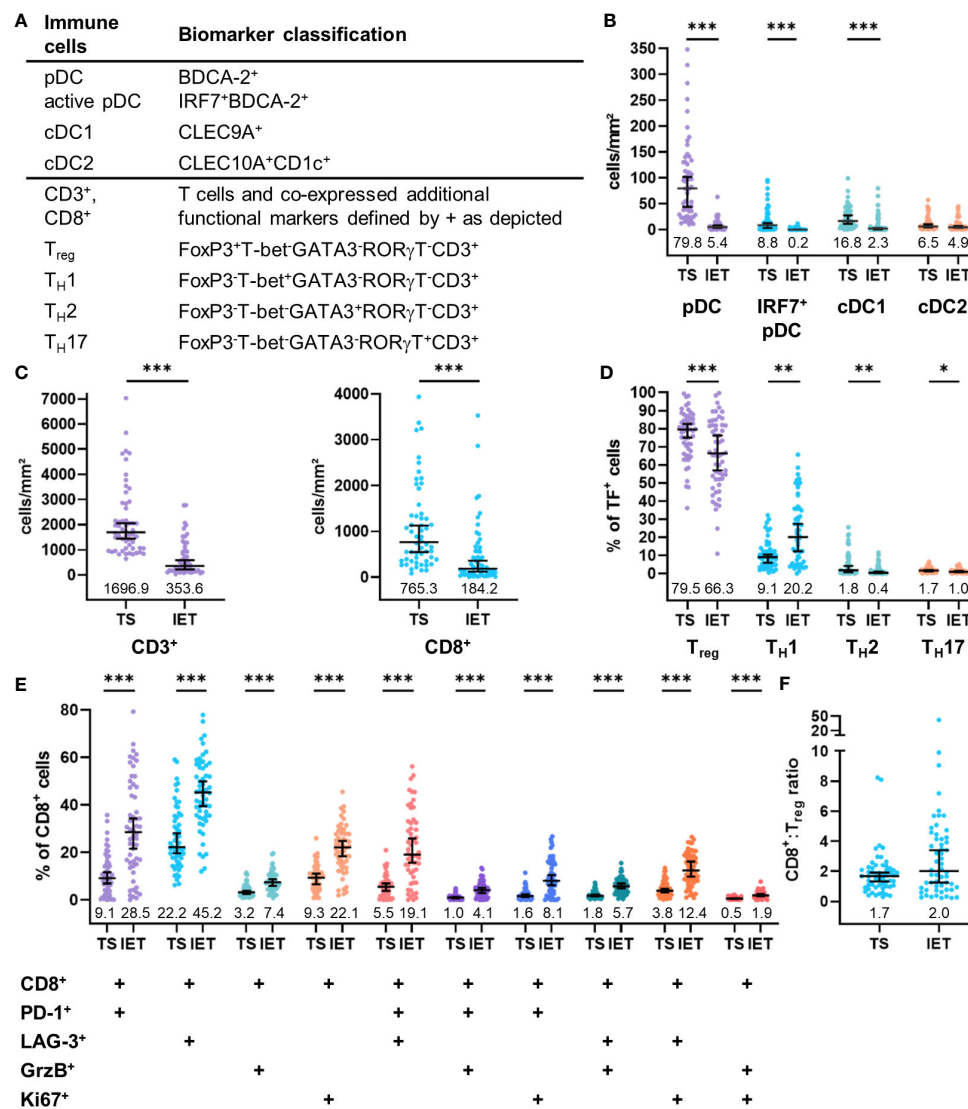 A
Immune cells
Biomarker classification
pDC BDCA-2⁺
active pDC IRF7⁺BDCA-2⁺
cDC1 CLEC9A⁺
cDC2 CLEC10A⁺CD1c⁺
CD3⁺, T cells and co-expressed additional
CD8⁺ functional markers defined by + as depicted
Treg FoxP3⁺T-bet⁻GATA3⁻RORγT⁻CD3⁺
TH1 FoxP3⁻T-bet⁺GATA3⁻RORγT⁻CD3⁺
TH2 FoxP3⁻T-bet⁻GATA3⁺RORγT⁻CD3⁺
TH17 FoxP3⁻T-bet⁻GATA3⁻RORγT⁺CD3⁺
B
*** *** ***
cells/mm²
350
300
250
200
150
100
50
0
79.8 5.4 8.8 0.2 16.8 2.3 6.5 4.9
TS IET TS IET TS IET TS IET
pDC IRF7⁺ pDC cDC1 cDC2
C
***
cells/mm²
7000
6000
5000
4000
3000
2000
1000
0
1696.9 353.6
TS IET
CD3⁺
***
cells/mm²
4000
3000
2000
1000
0
765.3 184.2
TS IET
CD8⁺
D
*** ** ** *
% of TF⁺ cells
100
90
80
70
60
50
40
30
20
10
0
79.5 66.3 9.1 20.2 1.8 0.4 1.7 1.0
TS IET TS IET TS IET TS IET
Treg TH1 TH2 TH17
E
*** *** *** *** *** *** *** *** *** ***
% of CD8⁺ cells
80
60
40
20
0
9.1 28.5 22.2 45.2 3.2 7.4 9.3 22.1 5.5 19.1 1.0 4.1 1.6 8.1 1.8 5.7 3.8 12.4 0.5 1.9
TS IET TS IET TS IET TS IET TS IET TS IET TS IET TS IET TS IET TS IET
CD8⁺ + + + + + + + + + +
PD-1⁺ + + + +
LAG-3⁺ + + + +
GrzB⁺ + + + +
Ki67⁺ + + + +
F
CD8⁺:Treg ratio
50
20
10
8
6
4
2
0
1.7 2.0
TS IET